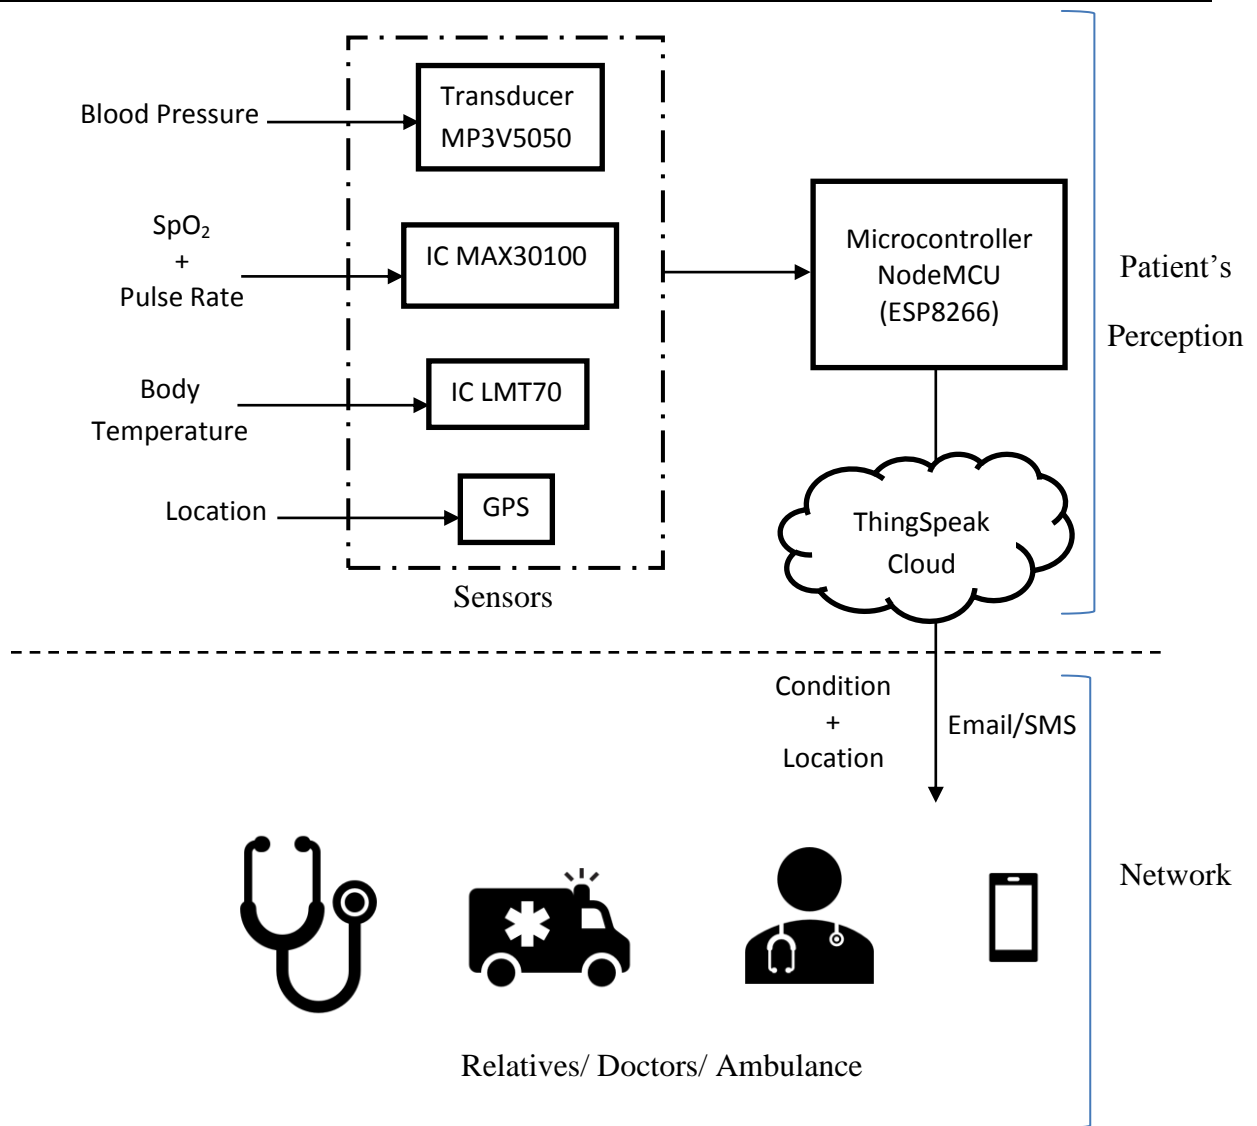 Blood Pressure
Transducer
MP3V5050
SpO₂
+
Pulse Rate
IC MAX30100
Body
Temperature
IC LMT70
Location
GPS
Sensors
Microcontroller
NodeMCU
(ESP8266)
ThingSpeak
Cloud
Patient’s
Perception
Condition
+
Location
Email/SMS
Network
Relatives/ Doctors/ Ambulance